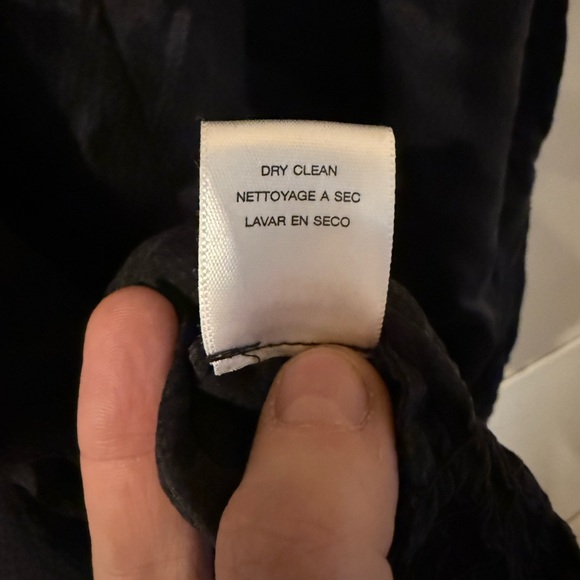 DRY CLEAN
NETTOYAGE A SEC
LAVAR EN SECO